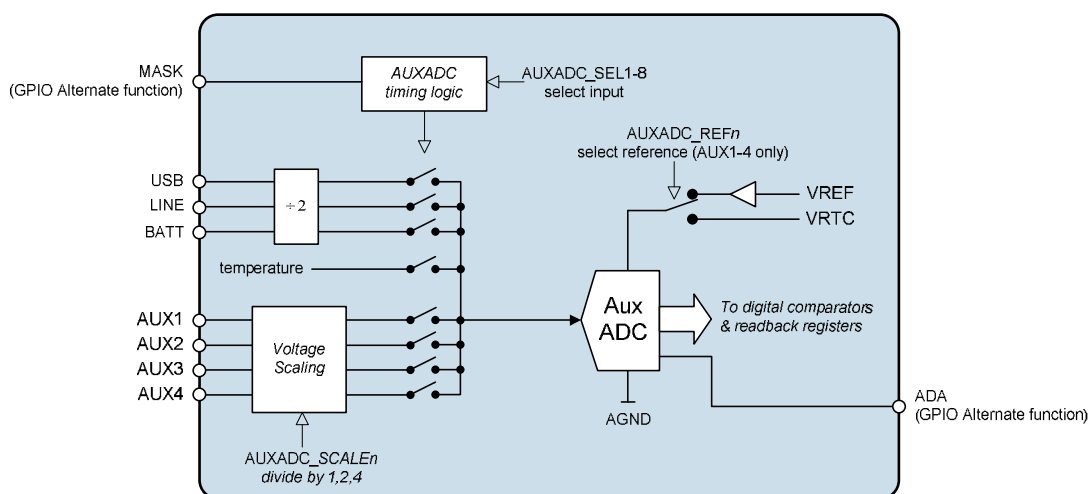 MASK
(GPIO Alternate function)
AUXADC
timing logic
AUXADC_SEL1-8
select input
AUXADC_REFn
select reference (AUX1-4 only)
USB
LINE
BATT
÷2
VREF
VRTC
temperature
AUX1
AUX2
AUX3
AUX4
Voltage
Scaling
Aux
ADC
To digital comparators
& readback registers
AGND
ADA
(GPIO Alternate function)
AUXADC_SCALEn
divide by 1,2,4